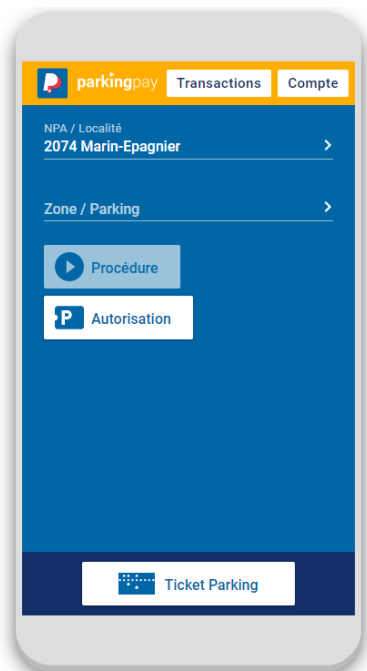 parkingpay Transactions Compte
NPA / Localité
2074 Marin-Epagnier
Zone / Parking
Procédure
P Autorisation
Ticket Parking